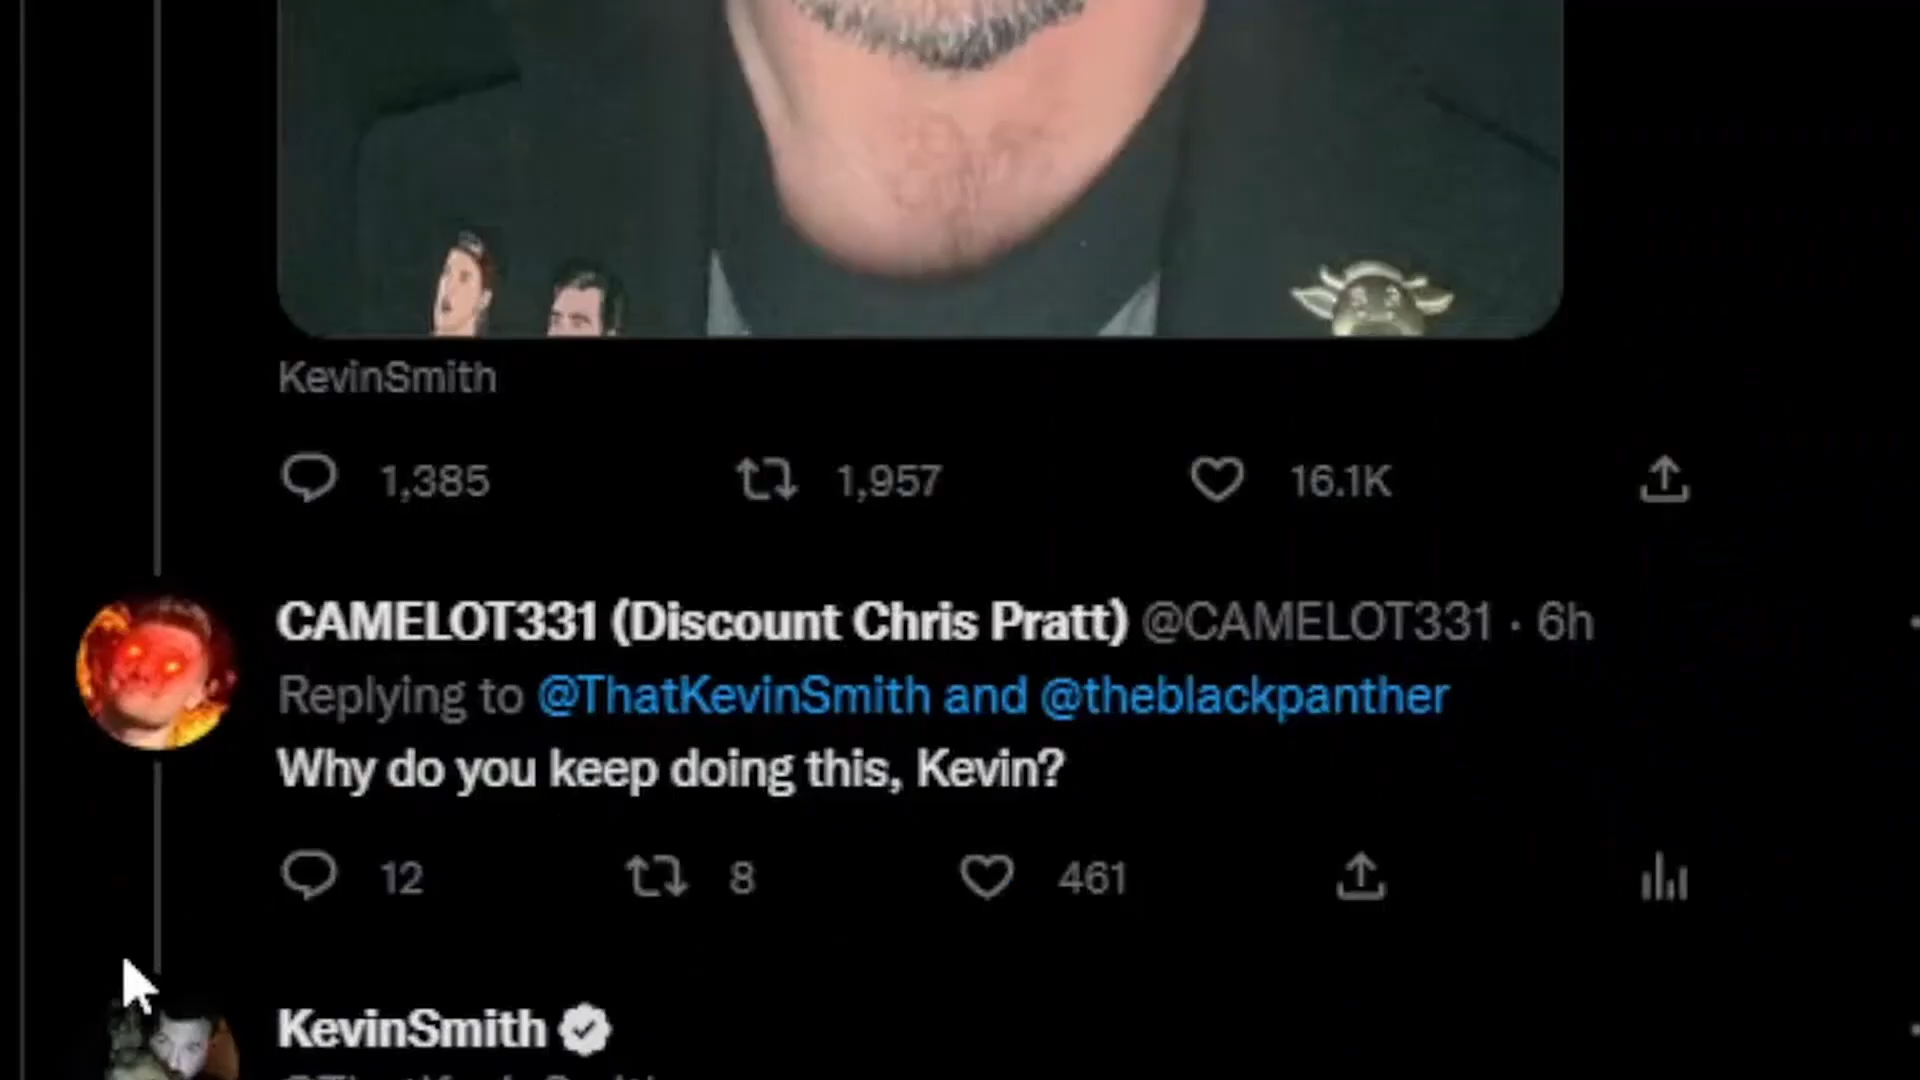 KevinSmith
1,385 1,957 16.1K
CAMELOT331 (Discount Chris Pratt) @CAMELOT331 · 6h
Replying to @ThatKevinSmith and @theblackpanther
Why do you keep doing this, Kevin?
12 8 461
KevinSmith